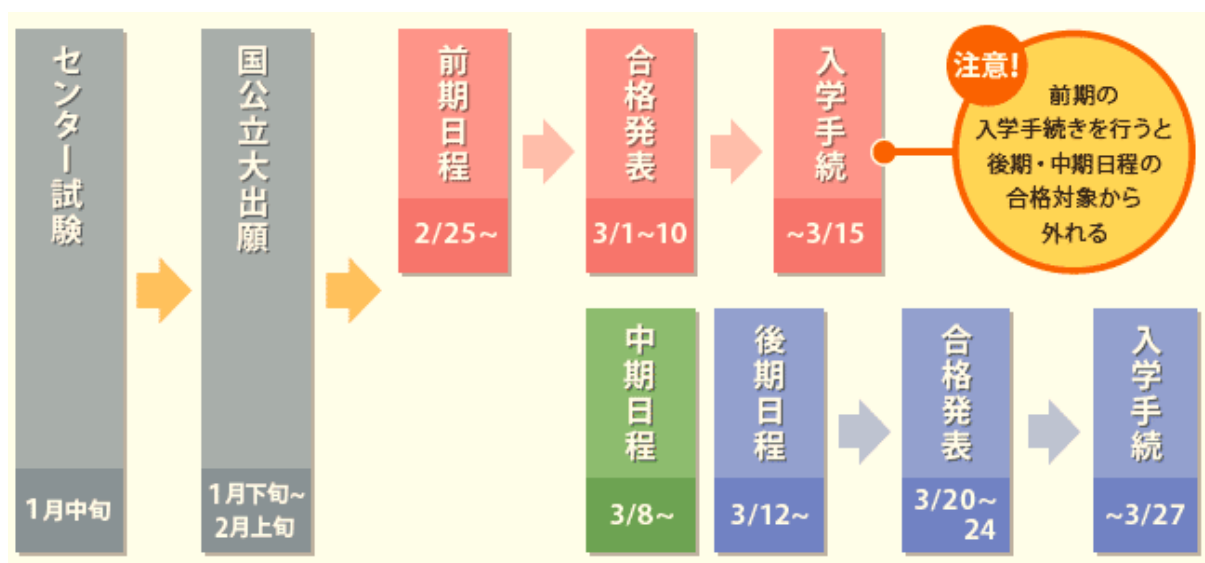 センター試験
1月中旬
国公立大出願
1月下旬~
2月上旬
前期日程
2/25~
合格発表
3/1~10
入学手続
~3/15
注意!
前期の
入学手続きを行うと
後期・中期日程の
合格対象から
外れる
中期日程
3/8~
後期日程
3/12~
合格発表
3/20~
24
入学手続
~3/27